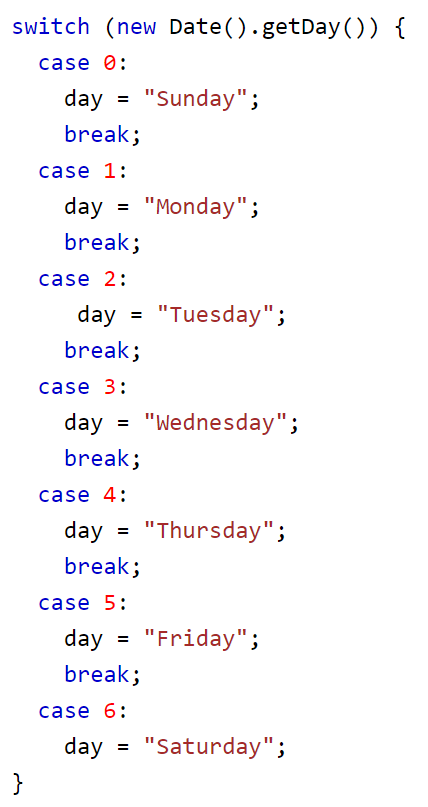 switch (new Date().getDay()) {
  case 0:
    day = "Sunday";
    break;
  case 1:
    day = "Monday";
    break;
  case 2:
     day = "Tuesday";
    break;
  case 3:
    day = "Wednesday";
    break;
  case 4:
    day = "Thursday";
    break;
  case 5:
    day = "Friday";
    break;
  case 6:
    day = "Saturday";
}